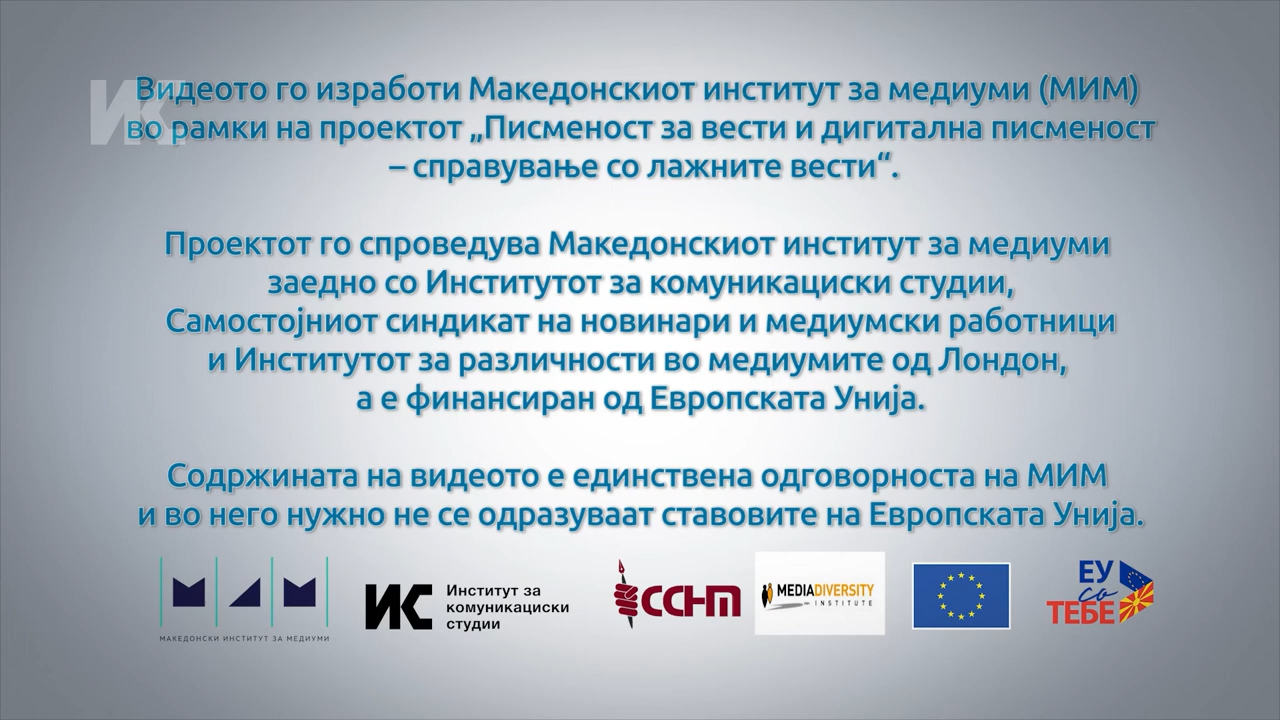 Видеото го изработи Македонскиот институт за медиуми (МИМ)
во рамки на проектот „Писменост за вести и дигитална писменост
– справување со лажните вести“.
Проектот го спроведува Македонскиот институт за медиуми
заедно со Институтот за комуникациски студии,
Самостојниот синдикат на новинари и медиумски работници
и Институтот за различности во медиумите од Лондон,
а е финансиран од Европската Унија.
Содржината на видеото е единствена одговорноста на МИМ
и во него нужно не се одразуваат ставовите на Европската Унија.
ИК
МИМ
МАКЕДОНСКИ ИНСТИТУТ ЗА МЕДИУМИ
ИС
Институт за
комуникациски
студии
ССНМ
MEDIADIVERSITY
INSTITUTE
ЕУ
со
ТЕБЕ